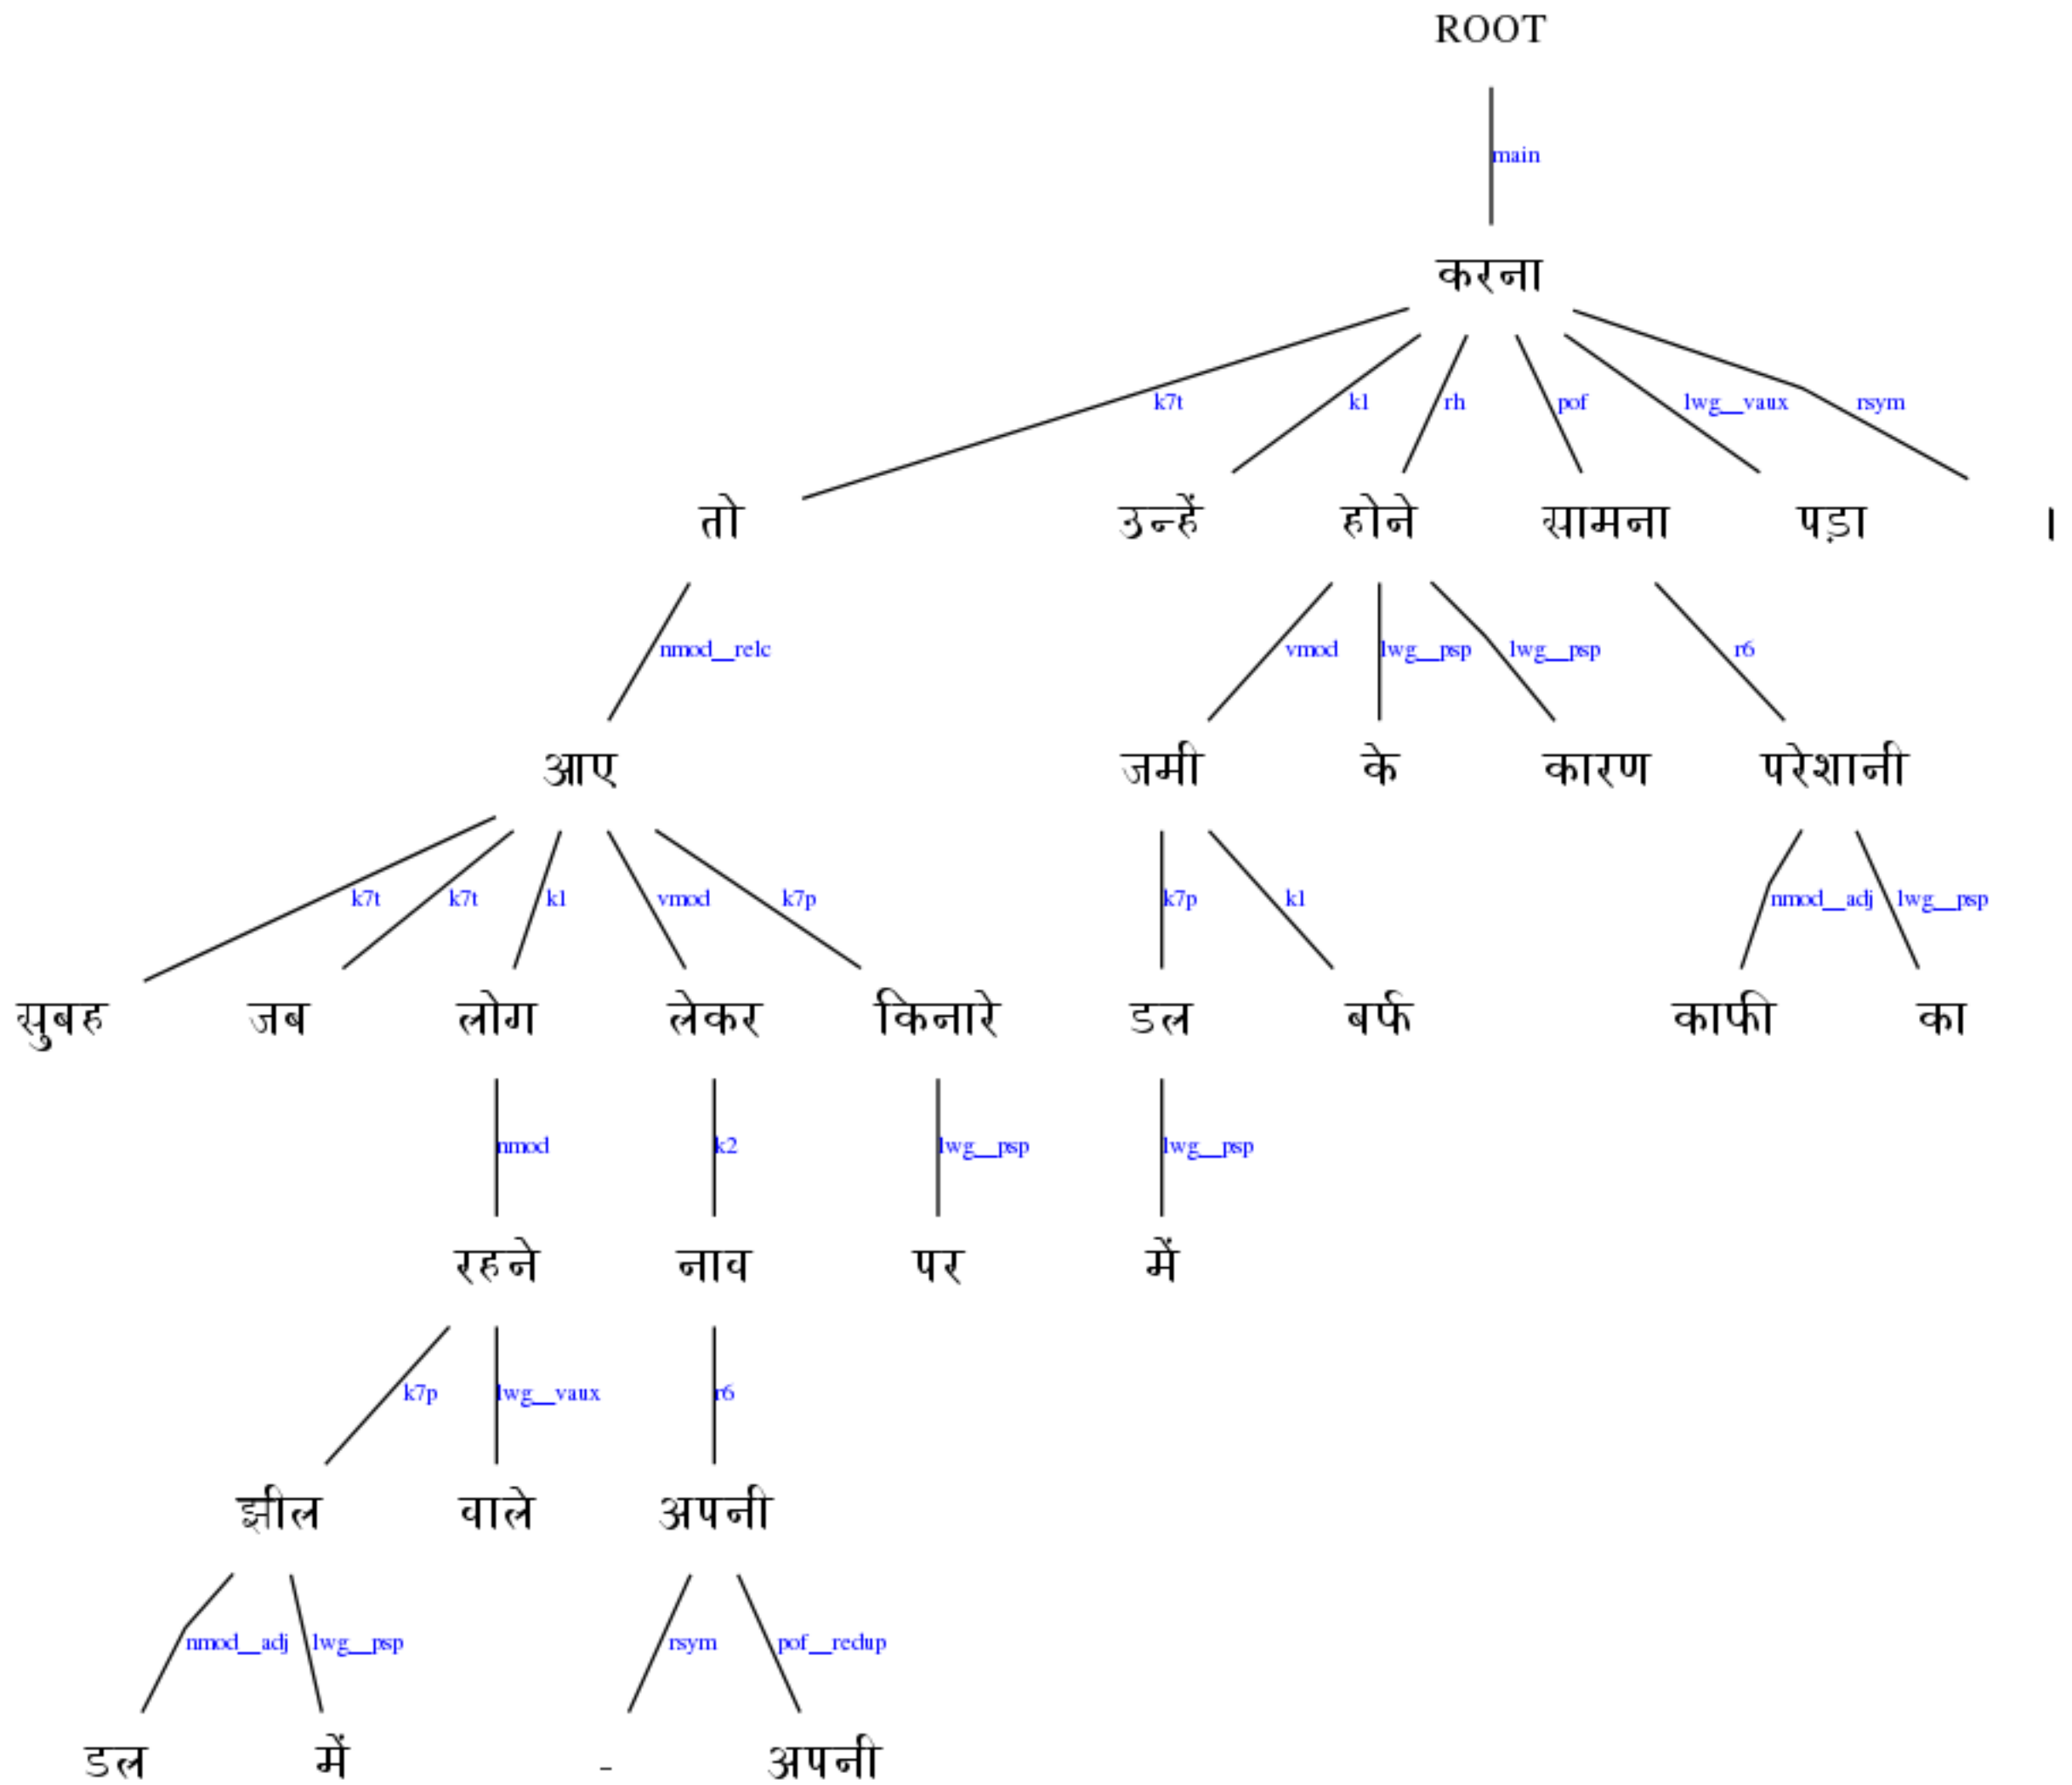 ROOT
main
करना
k7t k1 rh pof lwg__vaux rsym
तो उन्हें होने सामना पड़ा ।
nmod__relc vmod lwg__psp lwg__psp r6
आए जमी के कारण परेशानी
k7t k7t k1 vmod k7p k7p k1 nmod__adj lwg__psp
सुबह जब लोग लेकर किनारे डल बर्फ काफी का
nmod k2 lwg__psp lwg__psp
रहने नाव पर में
k7p lwg__vaux r6
झील वाले अपनी
nmod__adj lwg__psp rsym pof__redup
डल में - अपनी